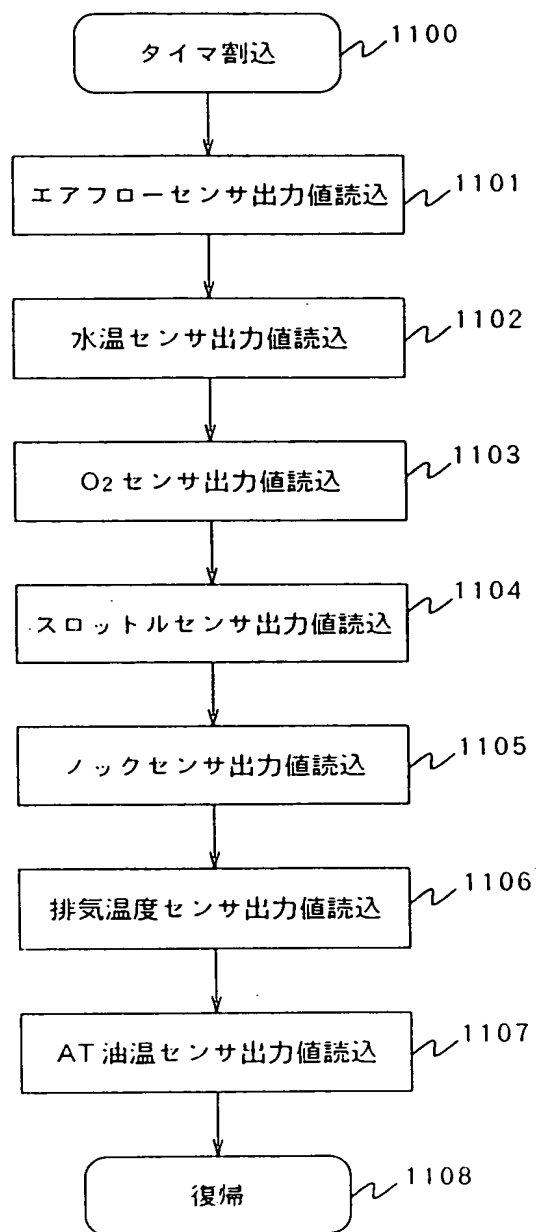 タイマ割込
1100
エアフローセンサ出力値読込
1101
水温センサ出力値読込
1102
O2センサ出力値読込
1103
スロットルセンサ出力値読込
1104
ノックセンサ出力値読込
1105
排気温度センサ出力値読込
1106
AT油温センサ出力値読込
1107
復帰
1108